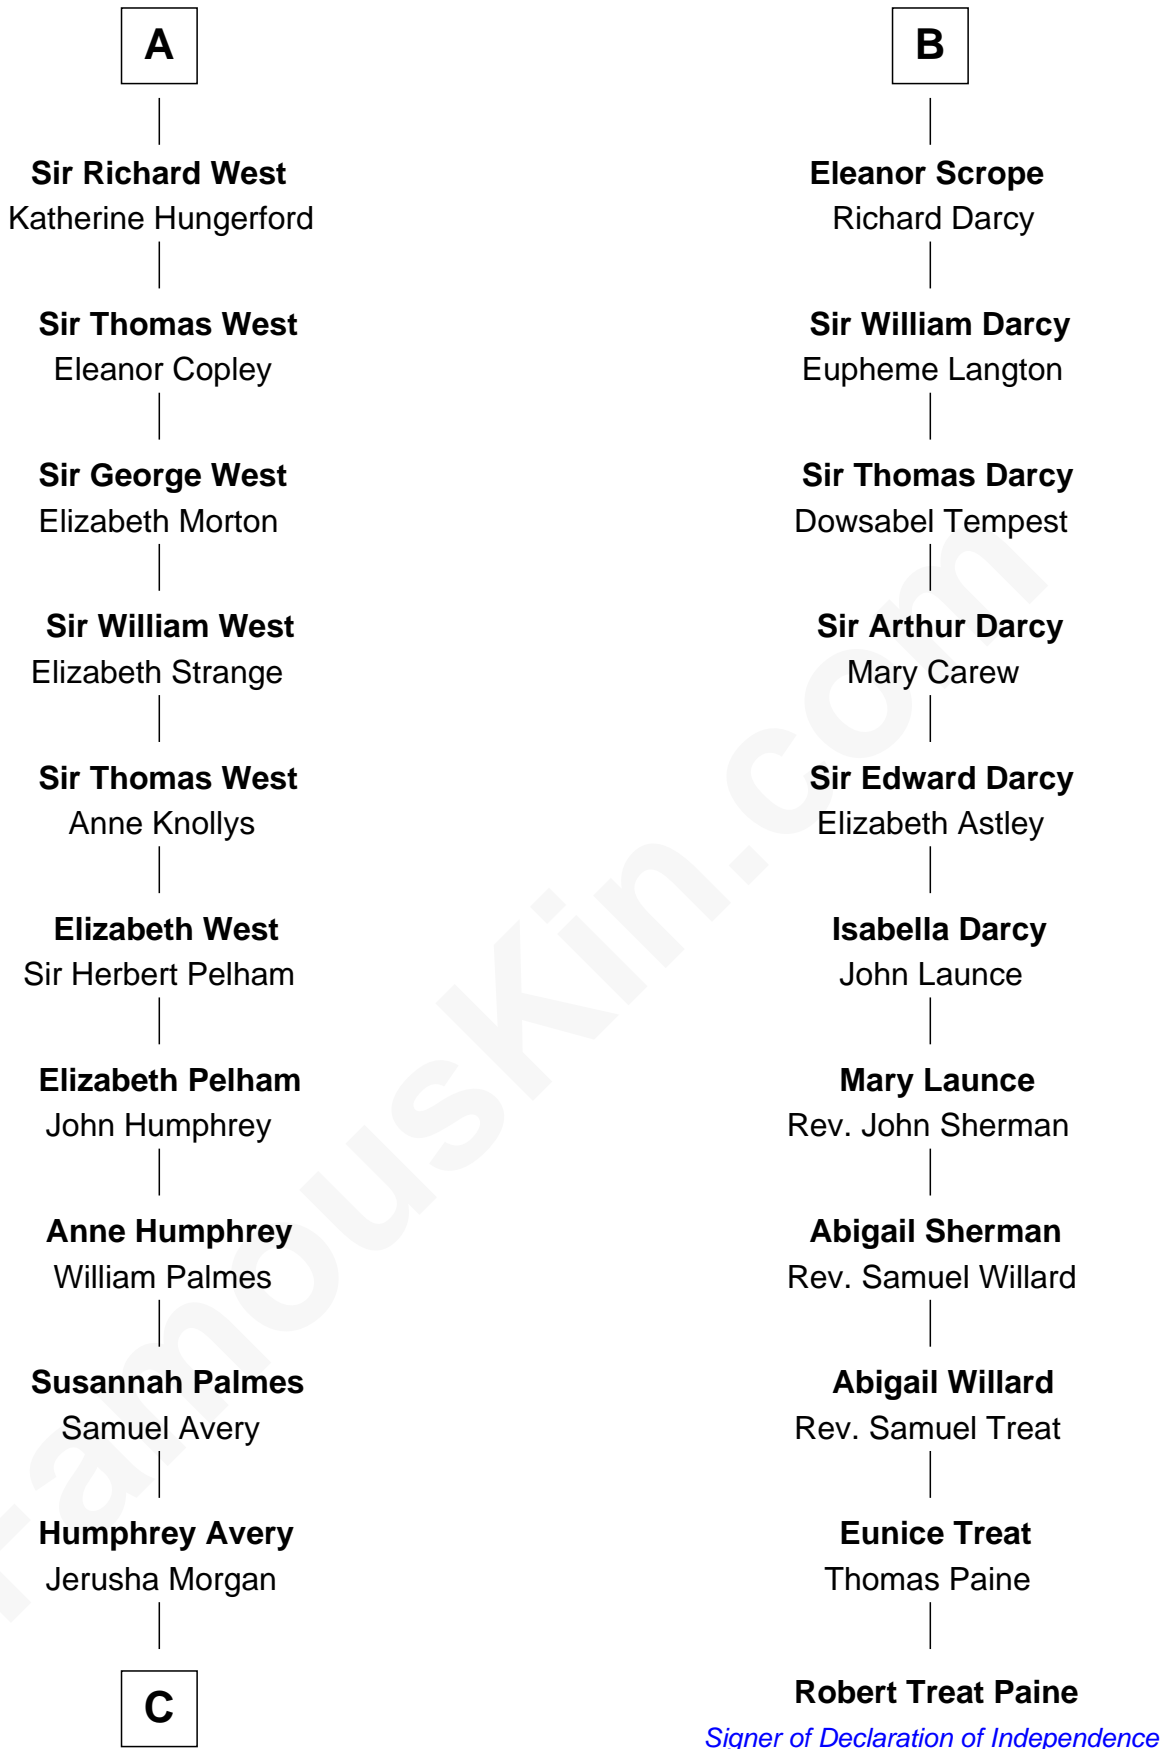 A
Sir Richard West
Katherine Hungerford
Sir Thomas West
Eleanor Copley
Sir George West
Elizabeth Morton
Sir William West
Elizabeth Strange
Sir Thomas West
Anne Knollys
Elizabeth West
Sir Herbert Pelham
Elizabeth Pelham
John Humphrey
Anne Humphrey
William Palmes
Susannah Palmes
Samuel Avery
Humphrey Avery
Jerusha Morgan
C
B
Eleanor Scrope
Richard Darcy
Sir William Darcy
Eupheme Langton
Sir Thomas Darcy
Dowsabel Tempest
Sir Arthur Darcy
Mary Carew
Sir Edward Darcy
Elizabeth Astley
Isabella Darcy
John Launce
Mary Launce
Rev. John Sherman
Abigail Sherman
Rev. Samuel Willard
Abigail Willard
Rev. Samuel Treat
Eunice Treat
Thomas Paine
Robert Treat Paine
Signer of Declaration of Independence
FamousKin.com